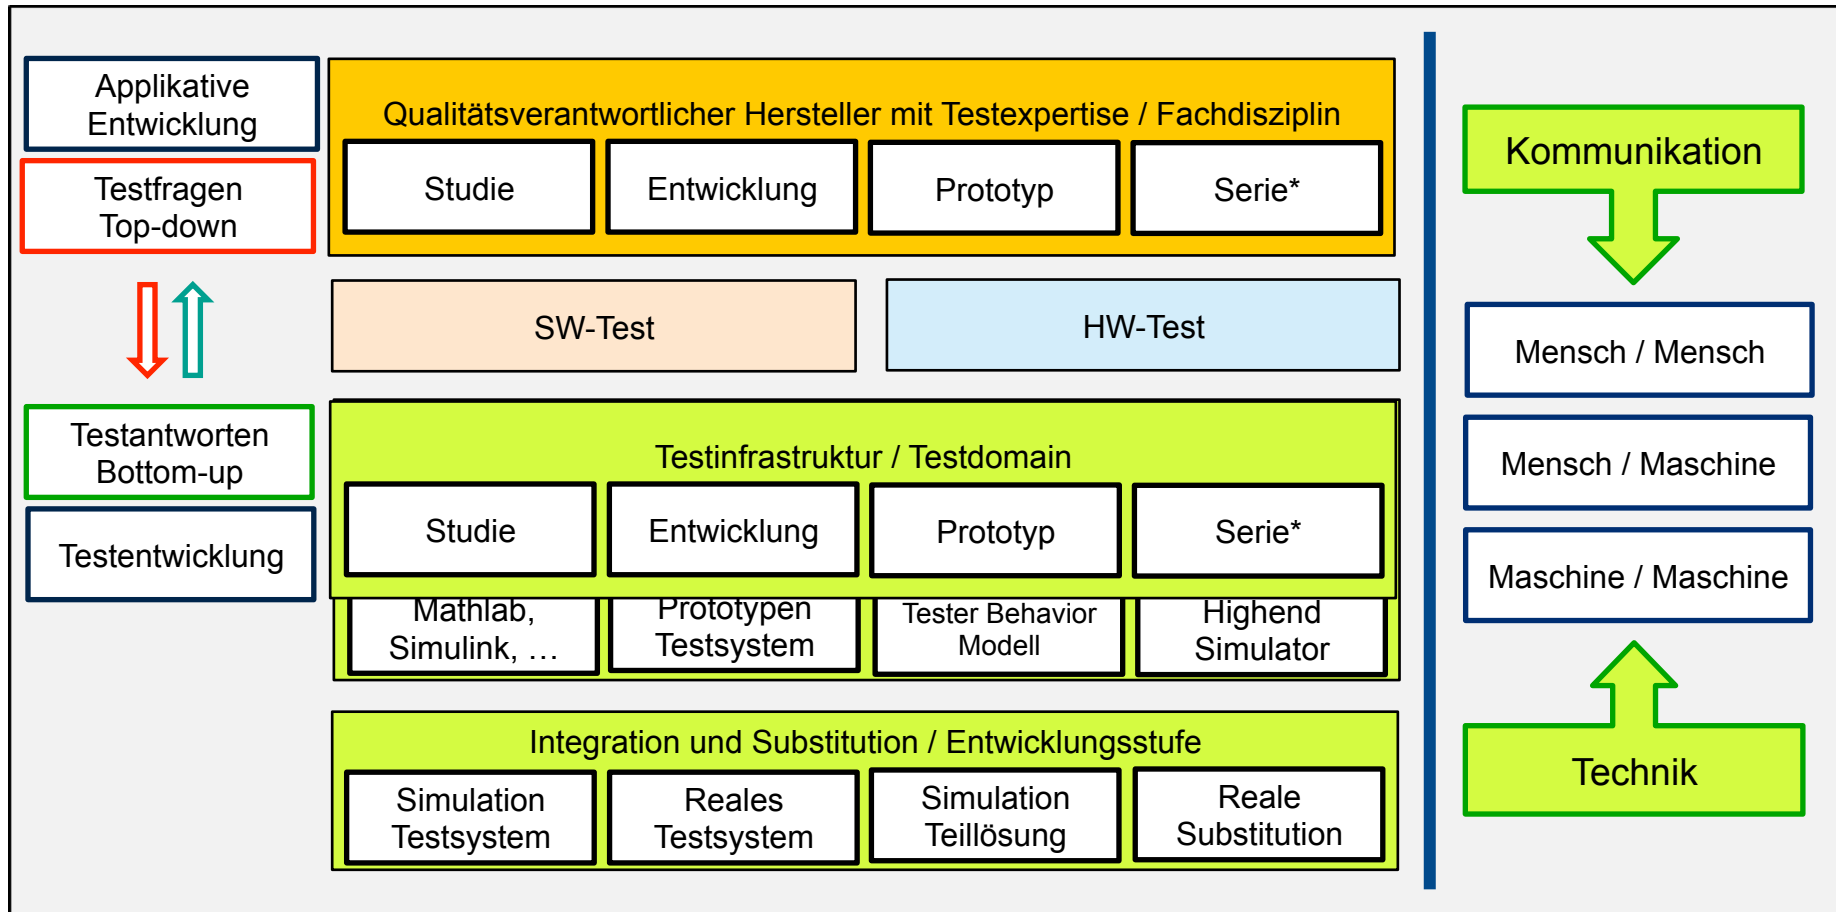 Applikative
Entwicklung
Testfragen
Top-down
Qualitätsverantwortlicher Hersteller mit Testexpertise / Fachdisziplin
Studie
Entwicklung
Prototyp
Serie*
SW-Test
HW-Test
Testantworten
Bottom-up
Testentwicklung
Testinfrastruktur / Testdomain
Studie
Entwicklung
Prototyp
Serie*
Mathlab,
Simulink, …
Prototypen
Testsystem
Tester Behavior
Modell
Highend
Simulator
Integration und Substitution / Entwicklungsstufe
Simulation
Testsystem
Reales
Testsystem
Simulation
Teillösung
Reale
Substitution
Kommunikation
Mensch / Mensch
Mensch / Maschine
Maschine / Maschine
Technik